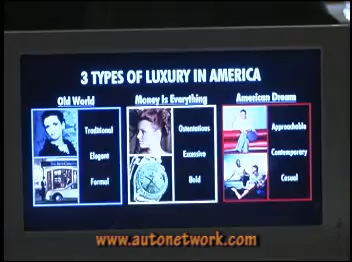 3 TYPES OF LUXURY IN AMERICA
Old World
Traditional
Elegant
Formal
Money Is Everything
Ostentatious
Excessive
Bold
American Dream
Approachable
Contemporary
Casual
www.autonetwork.com